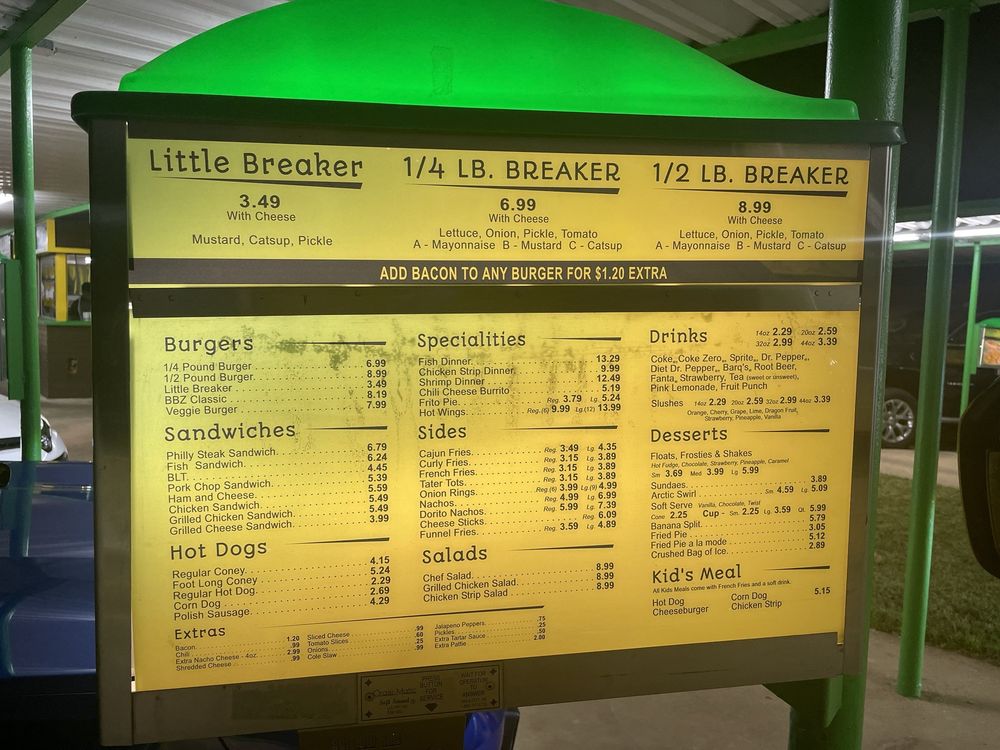 Little Breaker
3.49
With Cheese
Mustard, Catsup, Pickle
1/4 LB. BREAKER
6.99
With Cheese
Lettuce, Onion, Pickle, Tomato
A - Mayonnaise B - Mustard C - Catsup
1/2 LB. BREAKER
8.99
With Cheese
Lettuce, Onion, Pickle, Tomato
A - Mayonnaise B - Mustard C - Catsup
ADD BACON TO ANY BURGER FOR $1.20 EXTRA
Burgers
1/4 Pound Burger 6.99
1/2 Pound Burger 8.99
Little Breaker 3.49
BBZ Classic 8.19
Veggie Burger 7.99
Sandwiches
Philly Steak Sandwich 6.79
Fish Sandwich 6.24
BLT 4.45
Pork Chop Sandwich 5.39
Ham and Cheese 5.59
Chicken Sandwich 5.49
Grilled Chicken Sandwich 5.49
Grilled Cheese Sandwich 3.99
Hot Dogs
Regular Coney 4.15
Foot Long Coney 5.24
Regular Hot Dog 2.29
Corn Dog 2.69
Polish Sausage 4.29
Extras
Bacon 1.20
Chili .99
Extra Nacho Cheese - 4oz 2.99
Shredded Cheese .99
Sliced Cheese .99
Tomato Slices .60
Onions .25
Cole Slaw .99
Jalapeno Peppers .75
Pickles .25
Extra Tartar Sauce .50
Extra Pattie 2.00
Specialities
Fish Dinner 13.29
Chicken Strip Dinner 9.99
Shrimp Dinner 12.49
Chili Cheese Burrito 5.19
Frito Pie Reg. 3.79 Lg. 5.24
Hot Wings Reg.(6) 9.99 Lg.(12) 13.99
Sides
Cajun Fries Reg. 3.49 Lg 4.35
Curly Fries Reg. 3.15 Lg 3.89
French Fries Reg. 3.15 Lg 3.89
Tater Tots Reg. 3.15 Lg 3.89
Onion Rings Reg.(6) 3.99 Lg.(9) 4.99
Nachos Reg. 4.99 Lg 6.99
Dorito Nachos Reg. 5.99 Lg 7.39
Cheese Sticks Reg. 6.09
Funnel Fries Reg. 3.59 Lg 4.89
Salads
Chef Salad 8.99
Grilled Chicken Salad 8.99
Chicken Strip Salad 8.99
Drinks
14oz 2.29 20oz 2.59
32oz 2.99 44oz 3.39
Coke, Coke Zero, Sprite, Dr. Pepper,
Diet Dr. Pepper, Barq's, Root Beer,
Fanta, Strawberry, Tea (sweet or unsweet),
Pink Lemonade, Fruit Punch
Slushes 14oz 2.29 20oz 2.59 32oz 2.99 44oz 3.39
Orange, Cherry, Grape, Lime, Dragon Fruit,
Strawberry, Pineapple, Vanilla
Desserts
Floats, Frosties & Shakes
Hot Fudge, Chocolate, Strawberry, Pineapple, Caramel
Sm 3.69 Med 3.99 Lg 5.99
Sundaes 3.89
Arctic Swirl Sm. 4.59 Lg. 5.09
Soft Serve Vanilla, Chocolate, Twist
Cone 2.25 Cup - Sm. 2.25 Lg. 3.59 Qt. 5.99
Banana Split 5.79
Fried Pie 3.05
Fried Pie a la mode 5.12
Crushed Bag of Ice 2.89
Kid's Meal
All Kids Meals come with French Fries and a soft drink.
5.15
Hot Dog Corn Dog
Cheeseburger Chicken Strip
Order-Matic
PRESS
BUTTON
FOR
SERVICE
WAIT FOR
OPERATOR
TO
ANSWER